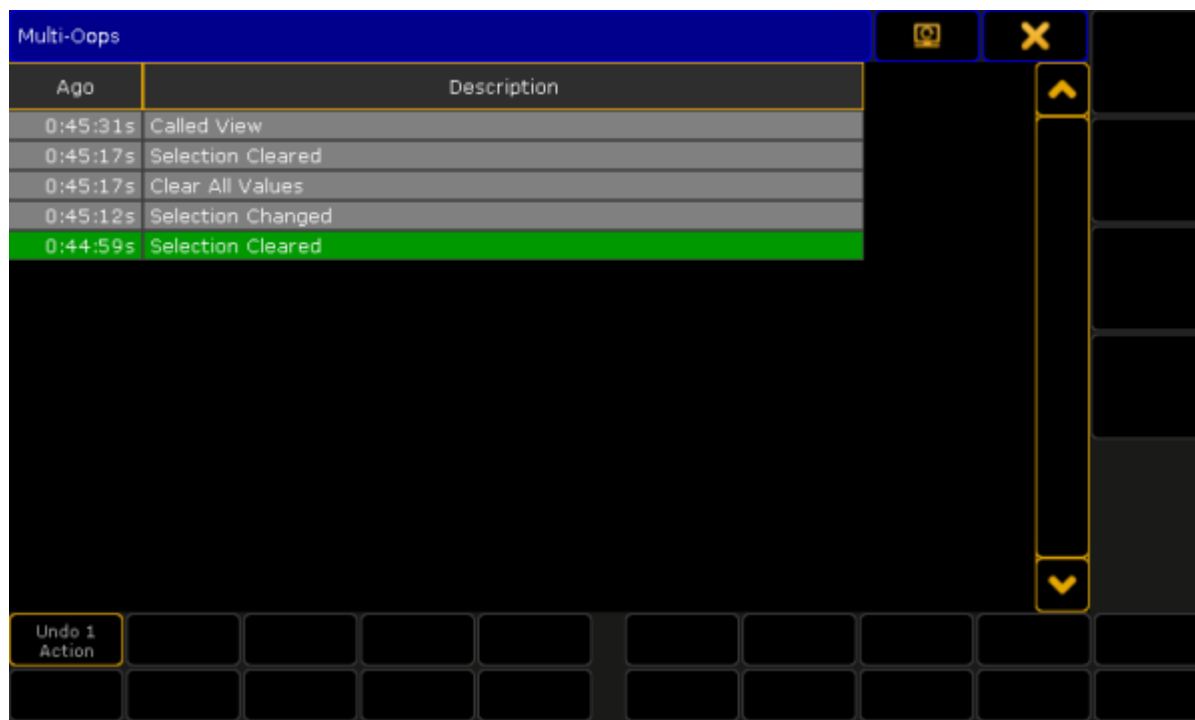 Multi-Oops
Ago Description
0:45:31s Called View
0:45:17s Selection Cleared
0:45:17s Clear All Values
0:45:12s Selection Changed
0:44:59s Selection Cleared
Undo 1
Action